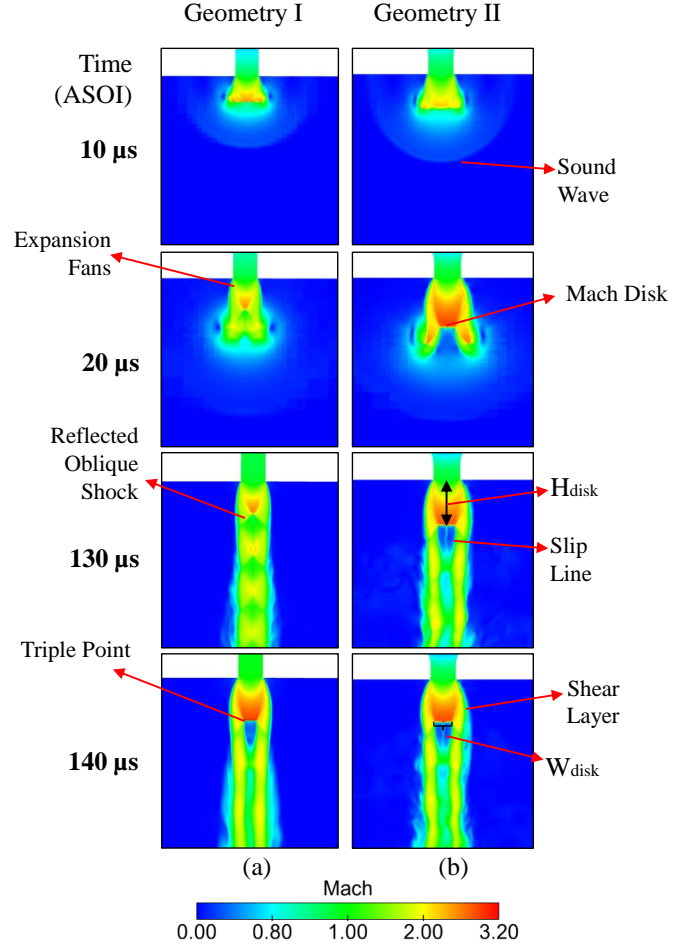 Geometry I
Geometry II
Time
(ASOI)
10 µs
Sound
Wave
Expansion
Fans
Mach Disk
20 µs
Reflected
Oblique
Shock
Hdisk
Slip
Line
130 µs
Triple Point
Shear
Layer
140 µs
Wdisk
(a)
(b)
Mach
0.00 0.80 1.00 2.00 3.20